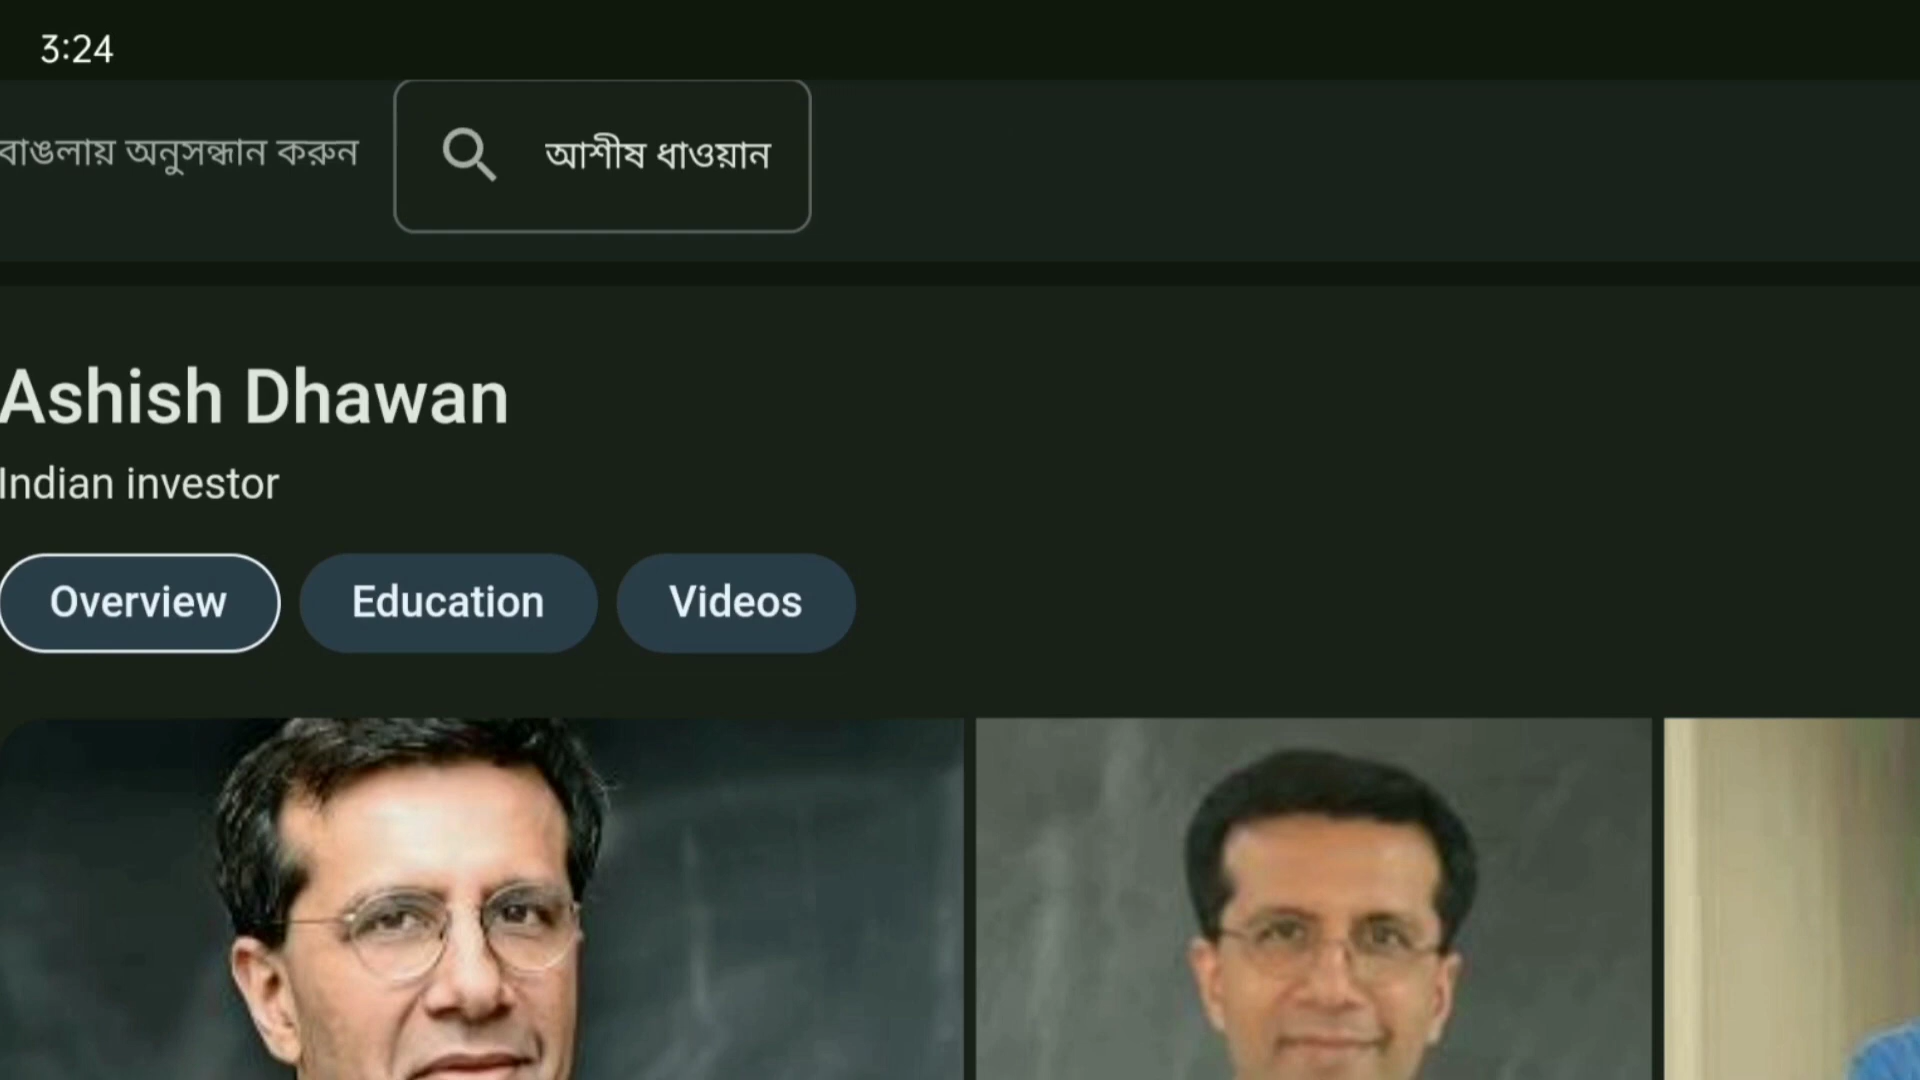 3:24
বাঙলায় অনুসন্ধান করুন
আশীষ ধাওয়ান
Ashish Dhawan
Indian investor
Overview
Education
Videos